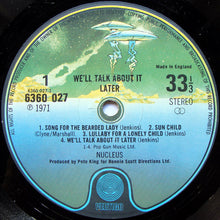 Made in England
WE'LL TALK ABOUT IT
LATER
1
33⅓
6360 027-2
6360 027
STEREO
℗ 1971
1. SONG FOR THE BEARDED LADY (Jenkins) 2. SUN CHILD
(Clyne/Marshall) 3. LULLABY FOR A LONELY CHILD (Jenkins)
4. WE'LL TALK ABOUT IT LATER (Jenkins)
1-4. Pop Gun Music Ltd.
NUCLEUS
Produced by Pete King for Ronnie Scott Directions Ltd.
VERTIGO